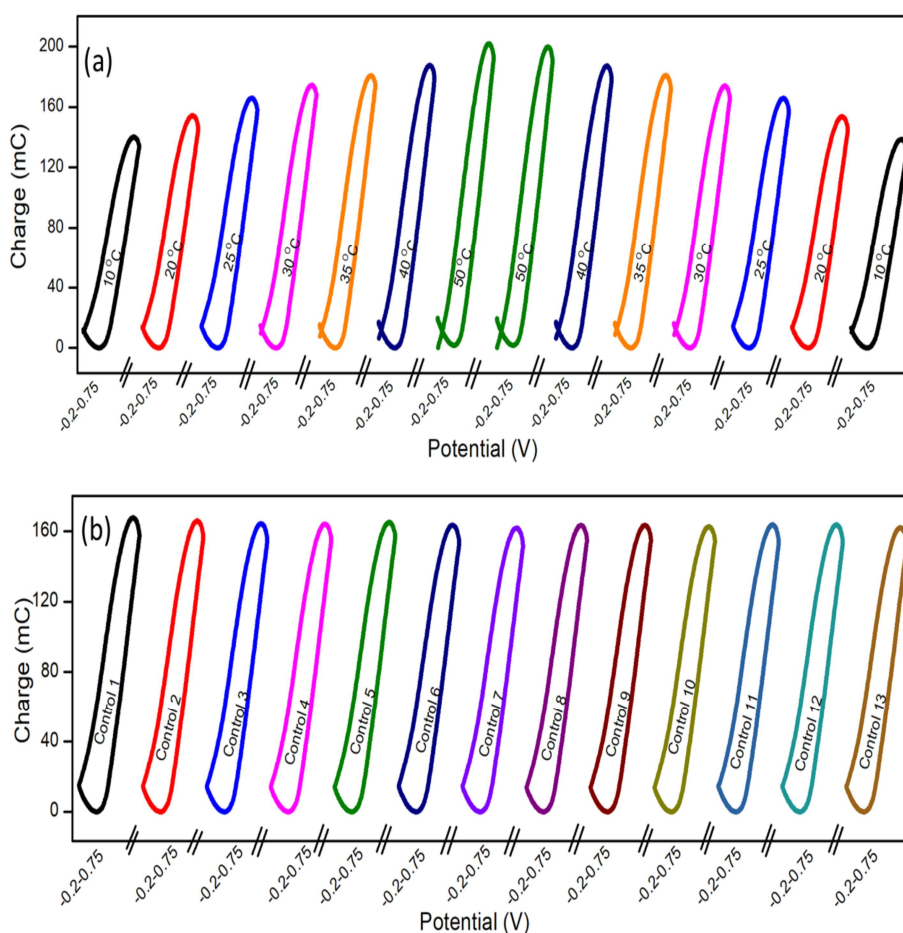 (a)
Charge (mC)
200
160
120
80
40
0
10 °C
20 °C
25 °C
30 °C
35 °C
40 °C
50 °C
50 °C
40 °C
35 °C
30 °C
25 °C
20 °C
10 °C
-0.2-0.75
-0.2-0.75
-0.2-0.75
-0.2-0.75
-0.2-0.75
-0.2-0.75
-0.2-0.75
-0.2-0.75
-0.2-0.75
-0.2-0.75
-0.2-0.75
-0.2-0.75
-0.2-0.75
-0.2-0.75
Potential (V)
(b)
Charge (mC)
160
120
80
40
0
Control 1
Control 2
Control 3
Control 4
Control 5
Control 6
Control 7
Control 8
Control 9
Control 10
Control 11
Control 12
Control 13
-0.2-0.75
-0.2-0.75
-0.2-0.75
-0.2-0.75
-0.2-0.75
-0.2-0.75
-0.2-0.75
-0.2-0.75
-0.2-0.75
-0.2-0.75
-0.2-0.75
-0.2-0.75
-0.2-0.75
Potential (V)